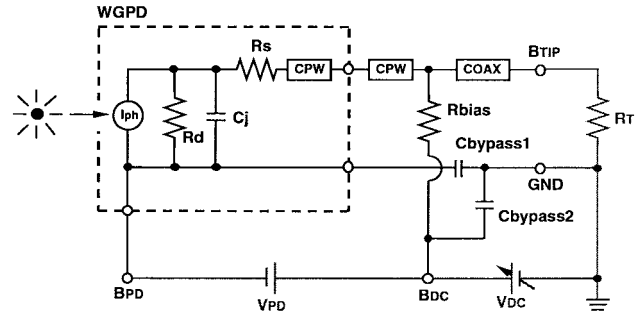 WGPD
Rs
CPW
CPW
COAX
BTIP
Iph
Rd
Cj
Rbias
RT
Cbypass1
GND
Cbypass2
BPD
VPD
BDC
VDC